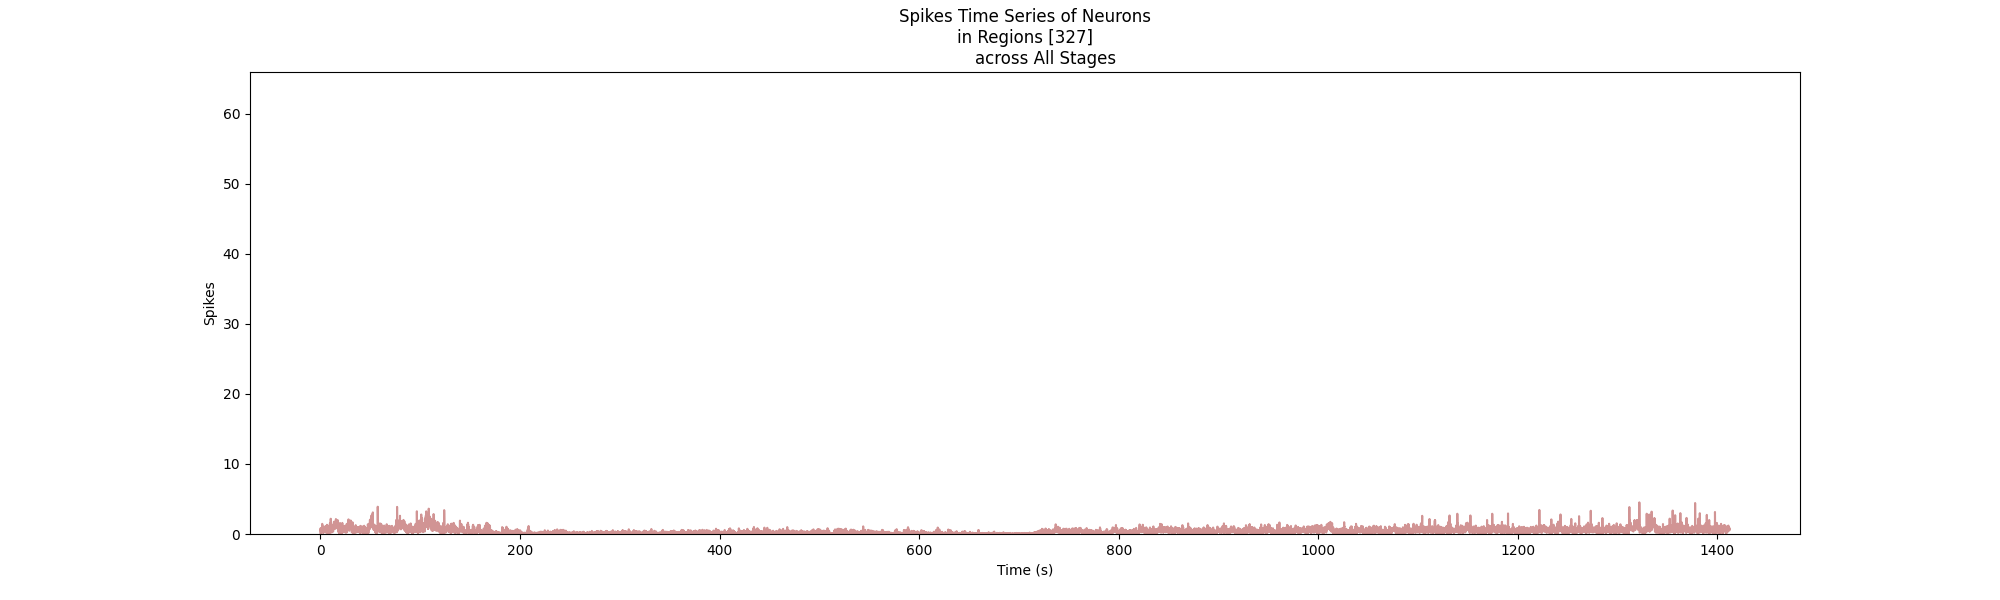 Spikes Time Series of Neurons
in Regions [327]
across All Stages
60
50
40
30
20
10
0
Spikes
0 200 400 600 800 1000 1200 1400
Time (s)